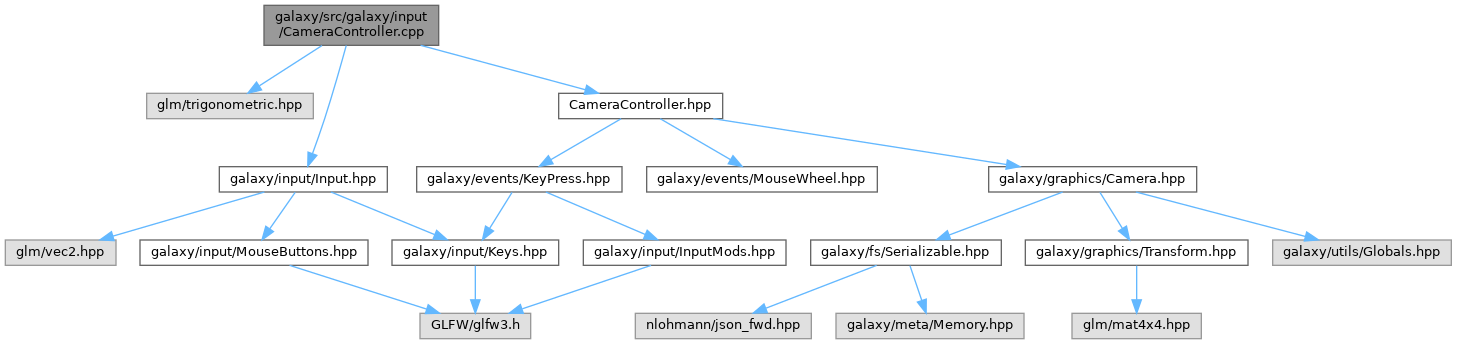 galaxy/src/galaxy/input
/CameraController.cpp
glm/trigonometric.hpp
CameraController.hpp
galaxy/input/Input.hpp
galaxy/events/KeyPress.hpp
galaxy/events/MouseWheel.hpp
galaxy/graphics/Camera.hpp
glm/vec2.hpp
galaxy/input/MouseButtons.hpp
galaxy/input/Keys.hpp
galaxy/input/InputMods.hpp
galaxy/fs/Serializable.hpp
galaxy/graphics/Transform.hpp
galaxy/utils/Globals.hpp
GLFW/glfw3.h
nlohmann/json_fwd.hpp
galaxy/meta/Memory.hpp
glm/mat4x4.hpp